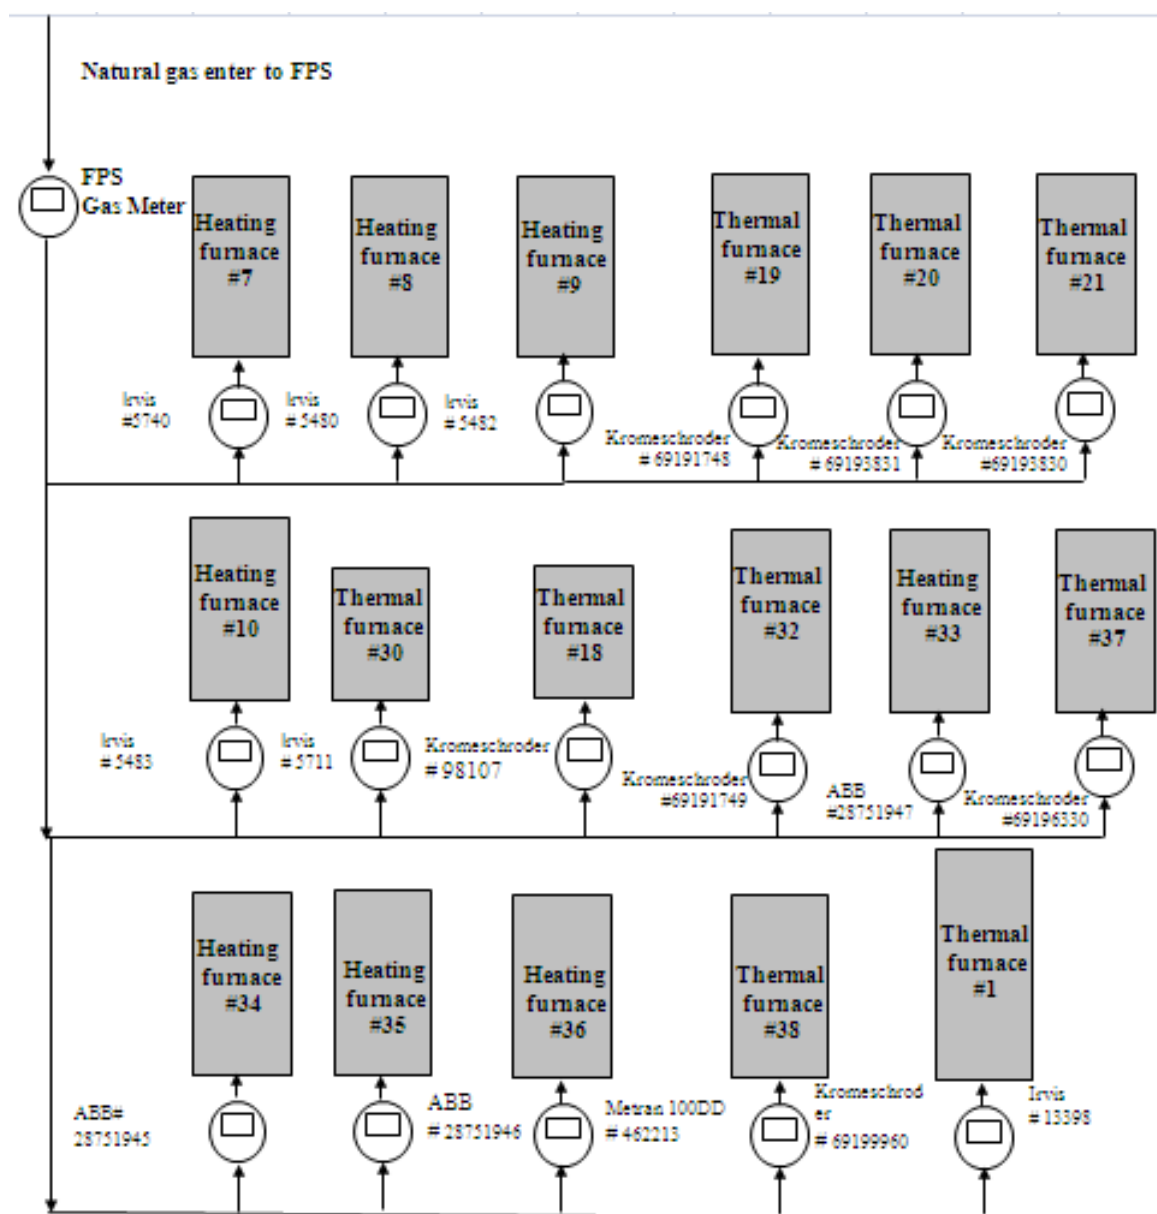 Natural gas enter to FPS
FPS
Gas Meter
Heating
furnace
#7
Heating
furnace
#8
Heating
furnace
#9
Thermal
furnace
#19
Thermal
furnace
#20
Thermal
furnace
#21
Irvis
#5740
Irvis
# 5480
Irvis
# 5482
Kromeschroder
# 69191748
Kromeschroder
# 69193831
Kromeschroder
#69193830
Heating
furnace
#10
Thermal
furnace
#30
Thermal
furnace
#18
Thermal
furnace
#32
Heating
furnace
#33
Thermal
furnace
#37
Irvis
# 5483
Irvis
# 5711
Kromeschroder
# 98107
Kromeschroder
#69191749
ABB
#28751947
Kromeschroder
#69196330
Heating
furnace
#34
Heating
furnace
#35
Heating
furnace
#36
Thermal
furnace
#38
Thermal
furnace
#1
ABB#
28751945
ABB
# 28751946
Metran 100DD
# 462213
Kromeschrod
er
# 69199960
Irvis
# 13398